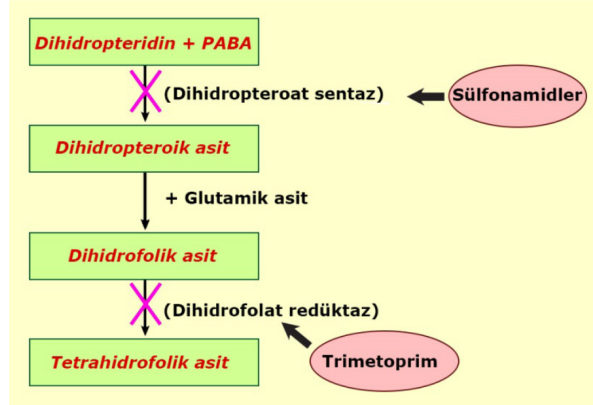 Dihidropteridin + PABA
(Dihidropteroat sentaz)
Sülfonamidler
Dihidropteroik asit
+ Glutamik asit
Dihidrofolik asit
(Dihidrofolat redüktaz)
Tetrahidrofolik asit
Trimetoprim